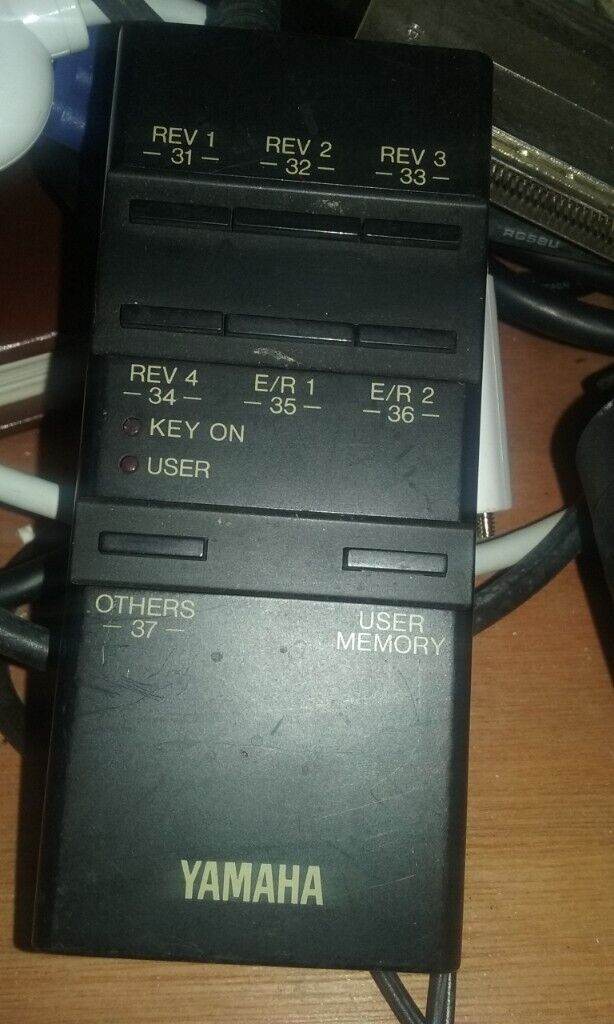 REV 1 REV 2 REV 3
— 31 — — 32 — — 33 —
RG58U
REV 4 E/R 1 E/R 2
— 34 — — 35 — — 36 —
KEY ON
USER
OTHERS USER
— 37 — MEMORY
YAMAHA